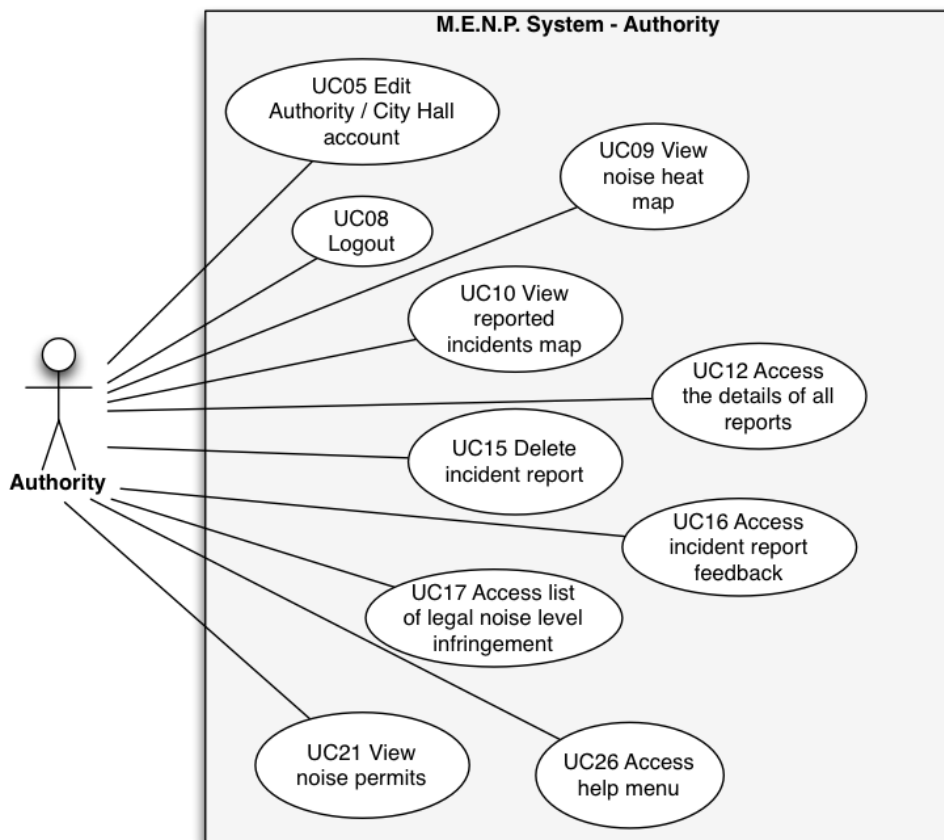 M.E.N.P. System - Authority
UC05 Edit
Authority / City Hall
account
UC09 View
noise heat
map
UC08
Logout
UC10 View
reported
incidents map
UC12 Access
the details of all
reports
UC15 Delete
incident report
Authority
UC16 Access
incident report
feedback
UC17 Access list
of legal noise level
infringement
UC21 View
noise permits
UC26 Access
help menu